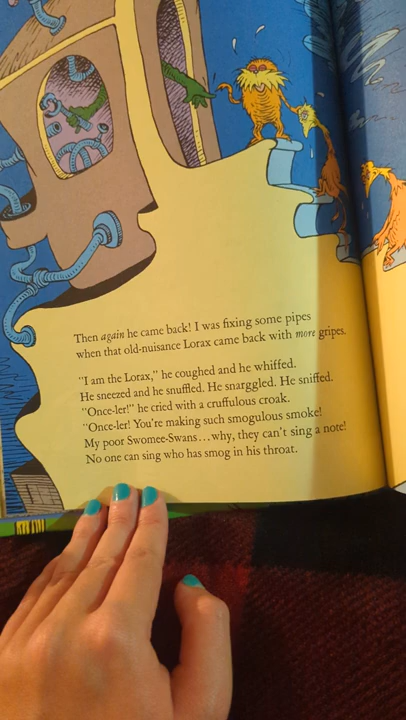 Then again he came back! I was fixing some pipes
when that old-nuisance Lorax came back with more gripes.
"I am the Lorax," he coughed and he whiffed.
He sneezed and he snuffled. He snarggled. He sniffed.
"Once-ler!" he cried with a cruffulous croak.
"Once-ler! You're making such smogulous smoke!
My poor Swomee-Swans...why, they can't sing a note!
No one can sing who has smog in his throat.